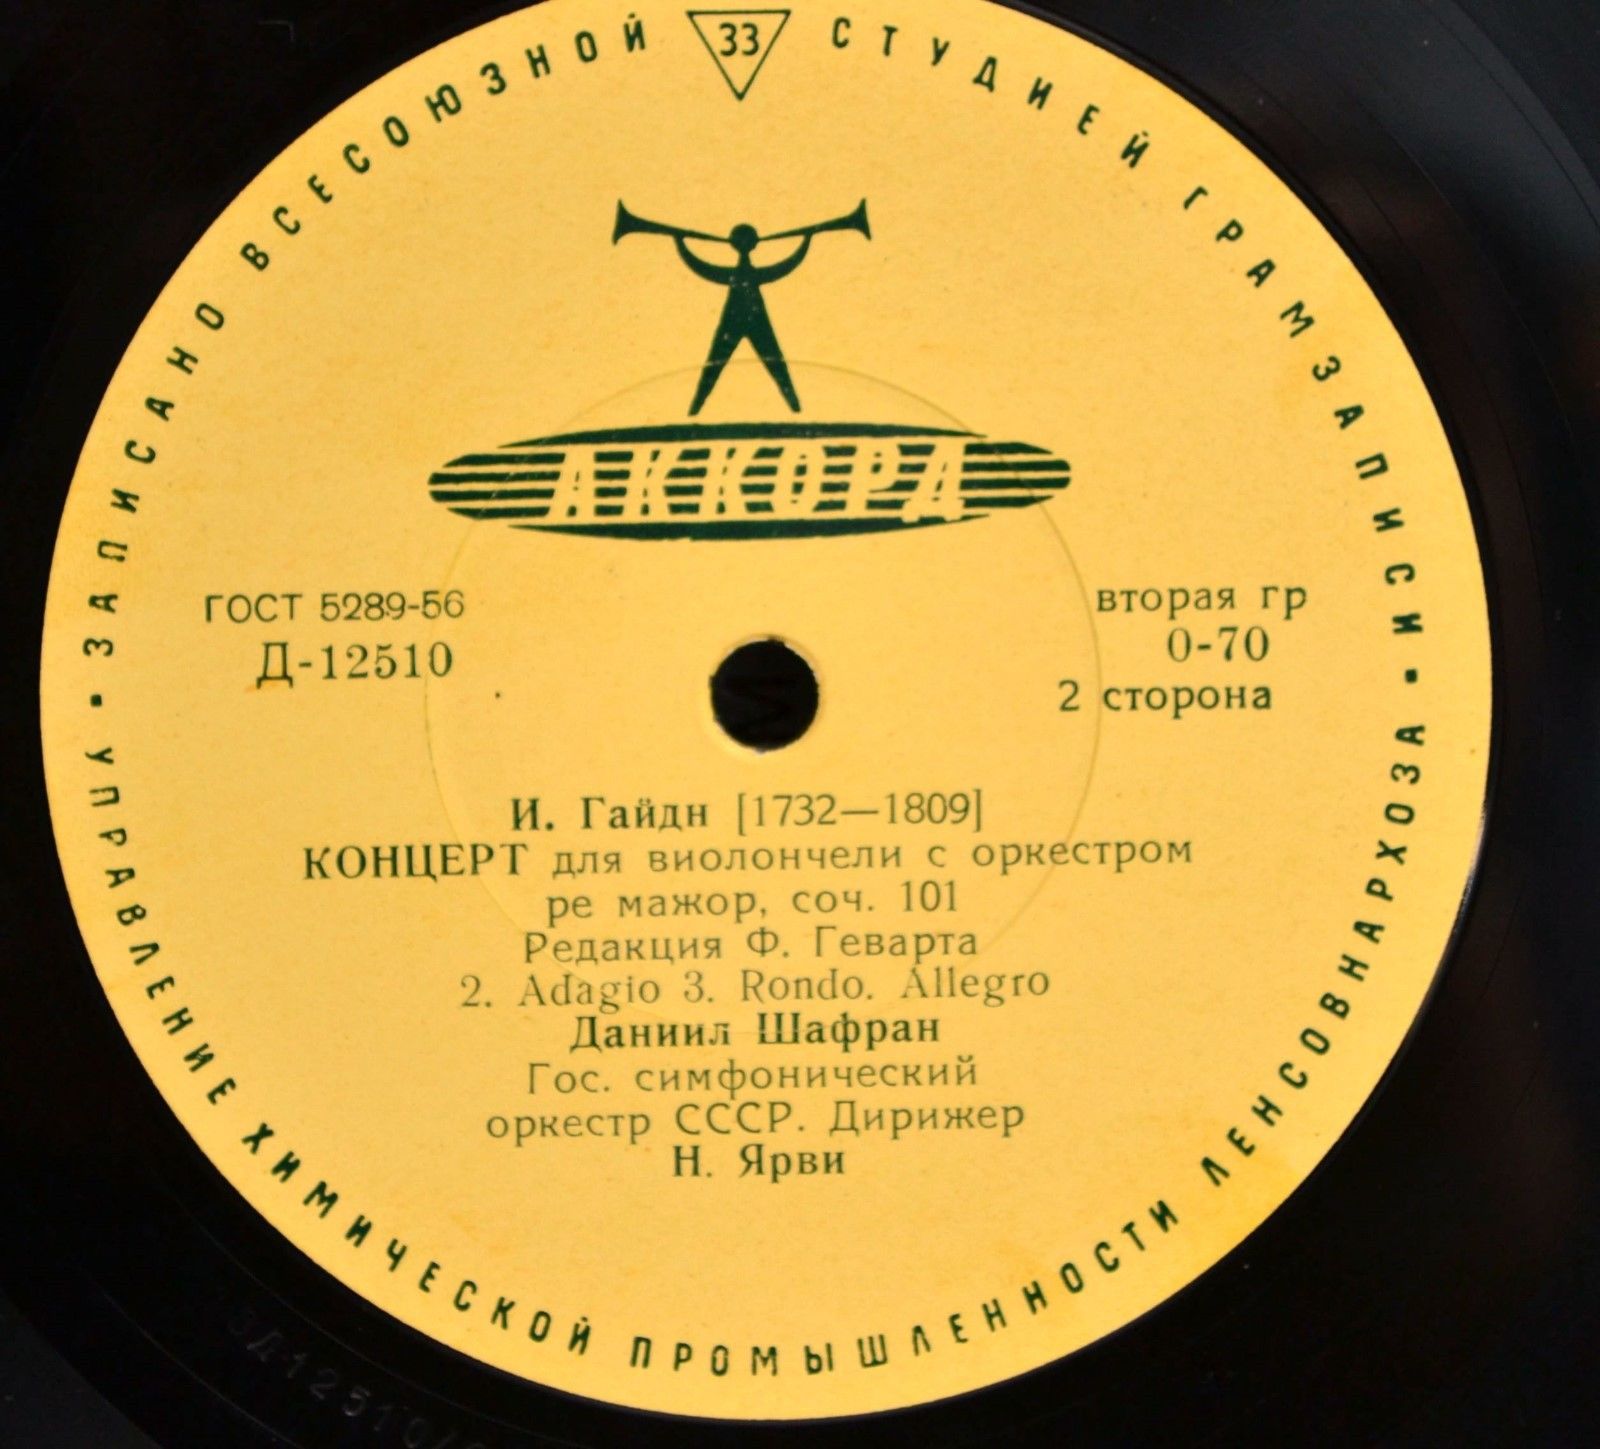 ЗАПИСАНО ВСЕСОЮЗНОЙ 33 СТУДИЕЙ ГРАМЗАПИСИ
АККОРД
ГОСТ 5289-56
Д-12510
вторая гр
0-70
2 сторона
И. Гайдн [1732—1809]
КОНЦЕРТ для виолончели с оркестром
ре мажор, соч. 101
Редакция Ф. Геварта
2. Adagio 3. Rondo. Allegro
Даниил Шафран
Гос. симфонический
оркестр СССР. Дирижер
Н. Ярви
УПРАВЛЕНИЕ ХИМИЧЕСКОЙ ПРОМЫШЛЕННОСТИ ЛЕНСОВНАРХОЗА